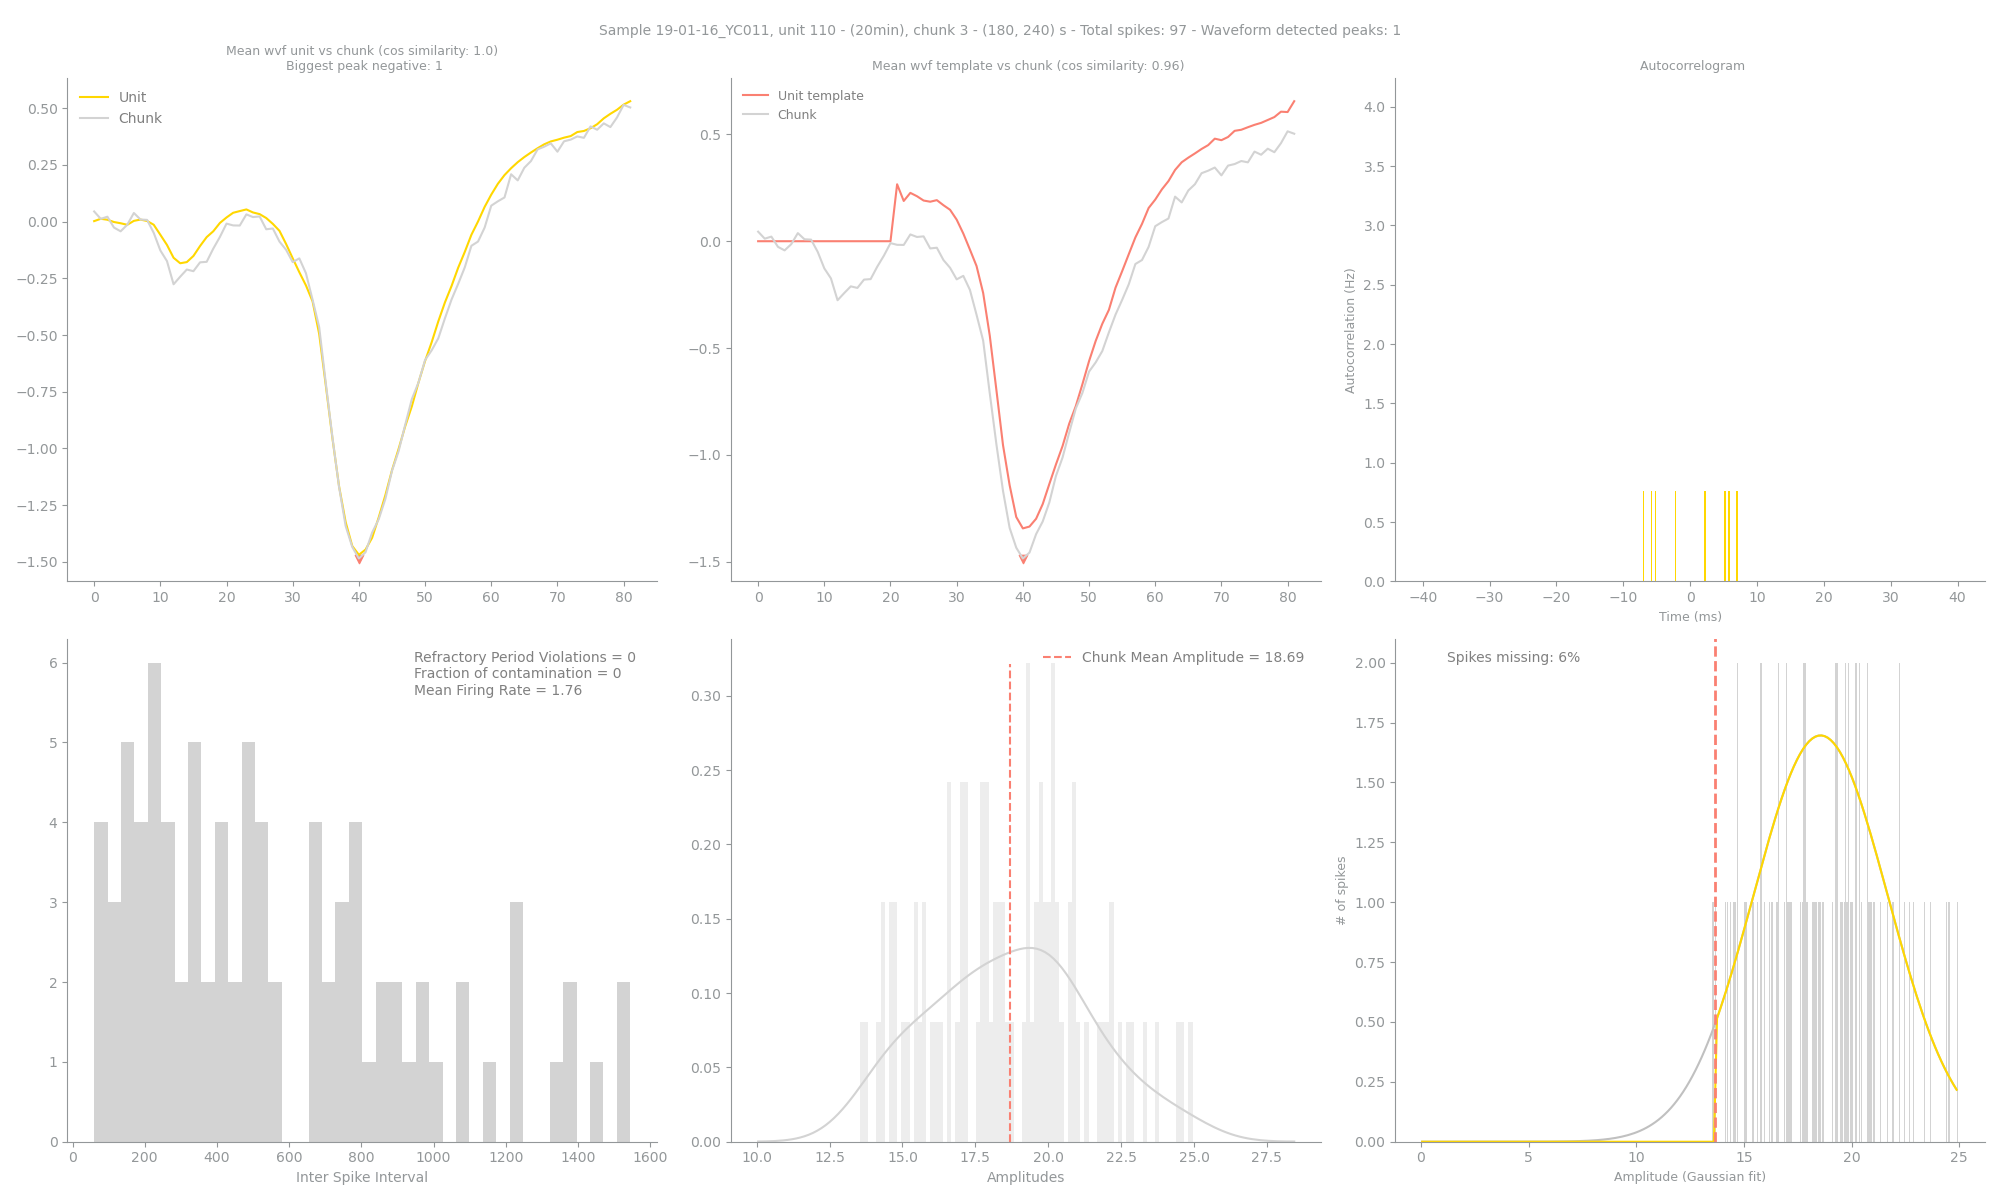 Sample 19-01-16_YC011, unit 110 - (20min), chunk 3 - (180, 240) s - Total spikes: 97 - Waveform detected peaks: 1
Mean wvf unit vs chunk (cos similarity: 1.0)
Biggest peak negative: 1
Unit
Chunk
0.50
0.25
0.00
−0.25
−0.50
−0.75
−1.00
−1.25
−1.50
0 10 20 30 40 50 60 70 80
Mean wvf template vs chunk (cos similarity: 0.96)
Unit template
Chunk
0.5
0.0
−0.5
−1.0
−1.5
0 10 20 30 40 50 60 70 80
Autocorrelogram
Autocorrelation (Hz)
4.0
3.5
3.0
2.5
2.0
1.5
1.0
0.5
0.0
−40 −30 −20 −10 0 10 20 30 40
Time (ms)
Refractory Period Violations = 0
Fraction of contamination = 0
Mean Firing Rate = 1.76
6
5
4
3
2
1
0
0 200 400 600 800 1000 1200 1400 1600
Inter Spike Interval
Chunk Mean Amplitude = 18.69
0.30
0.25
0.20
0.15
0.10
0.05
0.00
10.0 12.5 15.0 17.5 20.0 22.5 25.0 27.5
Amplitudes
Spikes missing: 6%
# of spikes
2.00
1.75
1.50
1.25
1.00
0.75
0.50
0.25
0.00
0 5 10 15 20 25
Amplitude (Gaussian fit)